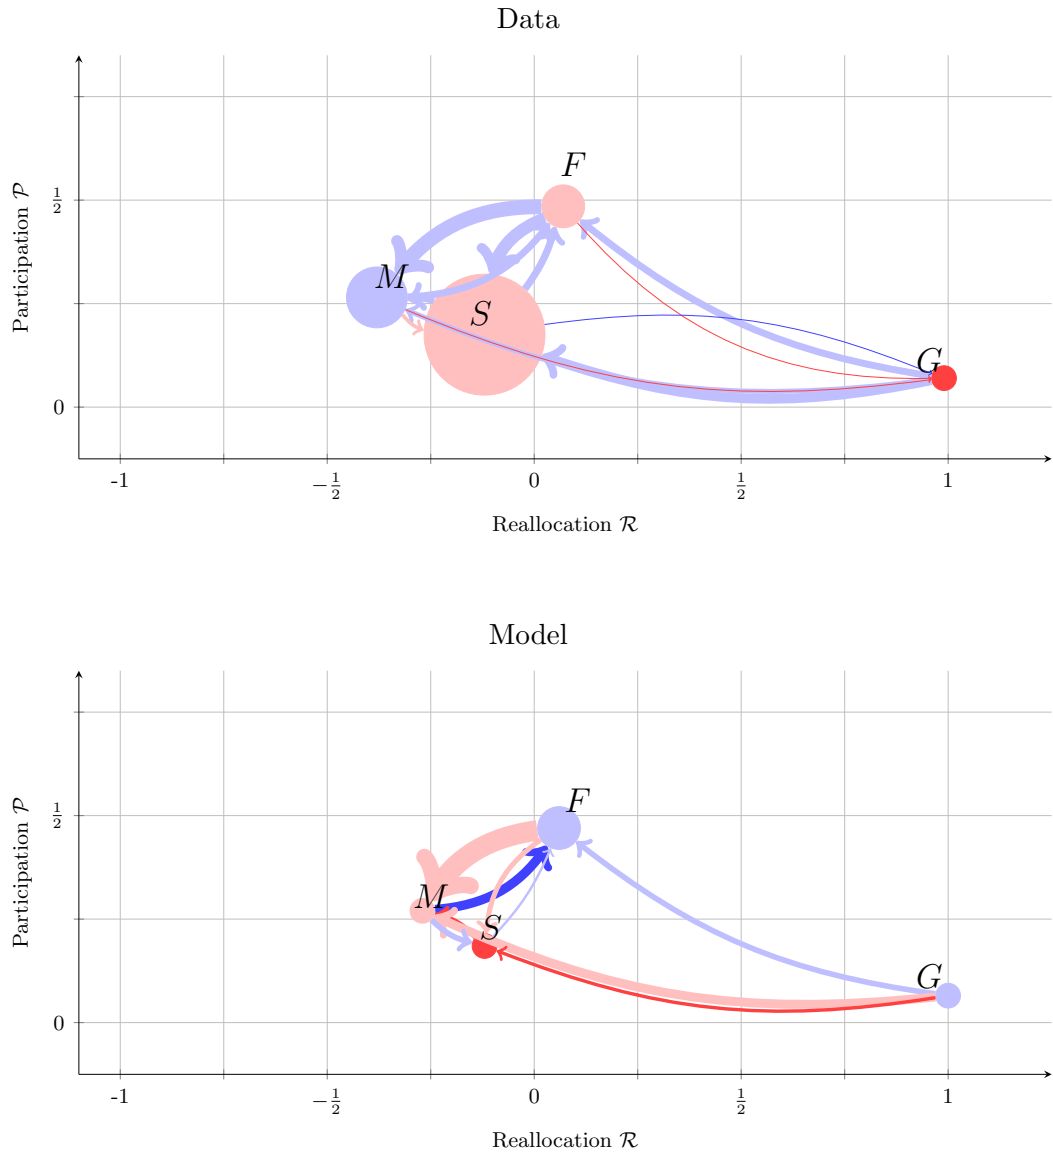 Data
Participation 𝒫
1/2
0
F
M
S
G
-1
−1/2
0
1/2
1
Reallocation ℛ
Model
Participation 𝒫
1/2
0
F
M
S
G
-1
−1/2
0
1/2
1
Reallocation ℛ